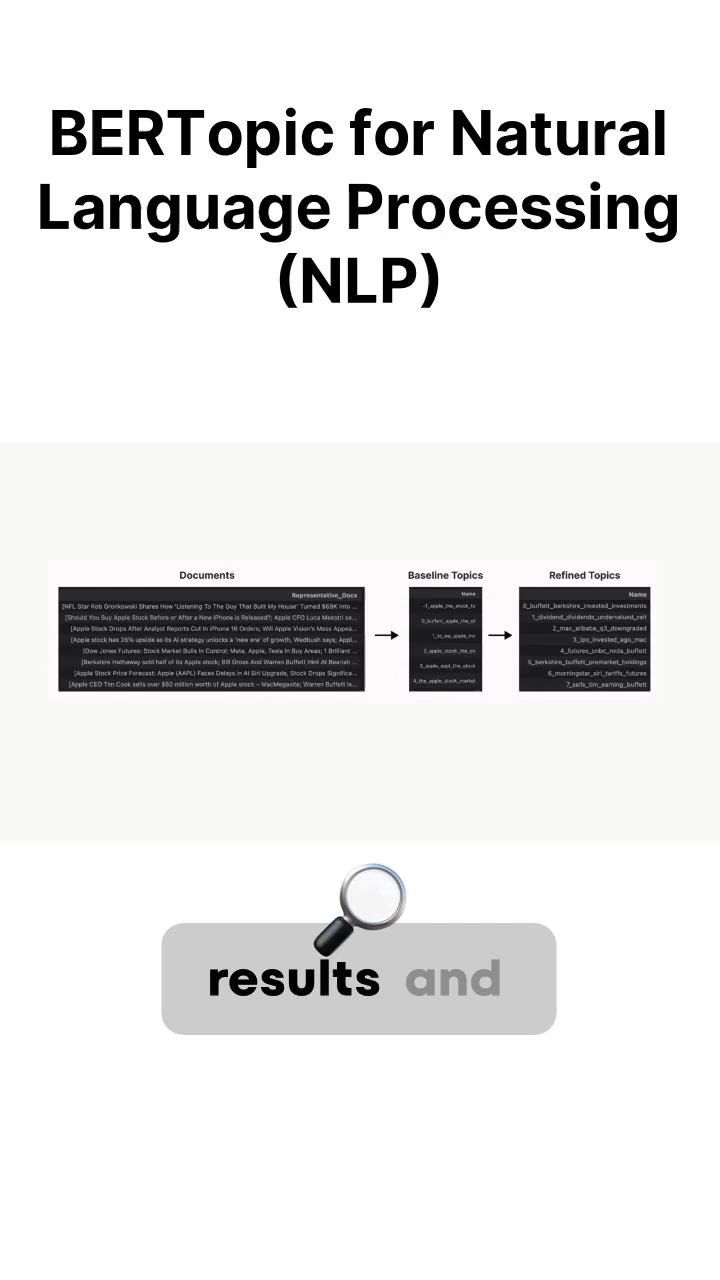 BERTopic for Natural
Language Processing
(NLP)
Documents
Representative_Docs
[NFL Star Rob Gronkowski Shares How 'Listening To The Guy That Built My House' Turned $69K Into ...
[Should You Buy Apple Stock Before or After a New iPhone is Released?; Apple CFO Luca Maestri se...
[Apple Stock Drops After Analyst Reports Cut In iPhone 16 Orders; Will Apple Vision's Mass Appea...
[Apple stock has 26% upside as its AI strategy unlocks a 'new era' of growth, Wedbush says; Appl...
[Dow Jones Futures: Stock Market Bulls In Control; Meta, Apple, Tesla In Buy Areas; 1 Brilliant ...
[Berkshire Hathaway sold half of its Apple stock; Bill Gross And Warren Buffett Hint At Bearish ...
[Apple Stock Price Forecast; Apple (AAPL) Faces Delays in AI Siri Upgrade, Stock Drops Significa...
[Apple CEO Tim Cook sells over $50 million worth of Apple stock – MacMegasite; Warren Buffett Is...
Baseline Topics
Name
-1_apple_the_stock_to
0_buffett_apple_the_of
1_its_we_apple_inc
2_apple_stock_the_on
3_apple_aapl_the_stock
4_the_apple_stock_market
Refined Topics
Name
0_buffett_berkshire_invested_investments
1_dividend_dividends_undervalued_reit
2_mac_alibaba_q3_downgraded
3_ipo_invested_ago_mac
4_futures_cnbc_nvda_buffett
5_berkshire_buffett_premarket_holdings
6_morningstar_siri_tariffs_futures
7_sells_tim_earning_buffett
results and